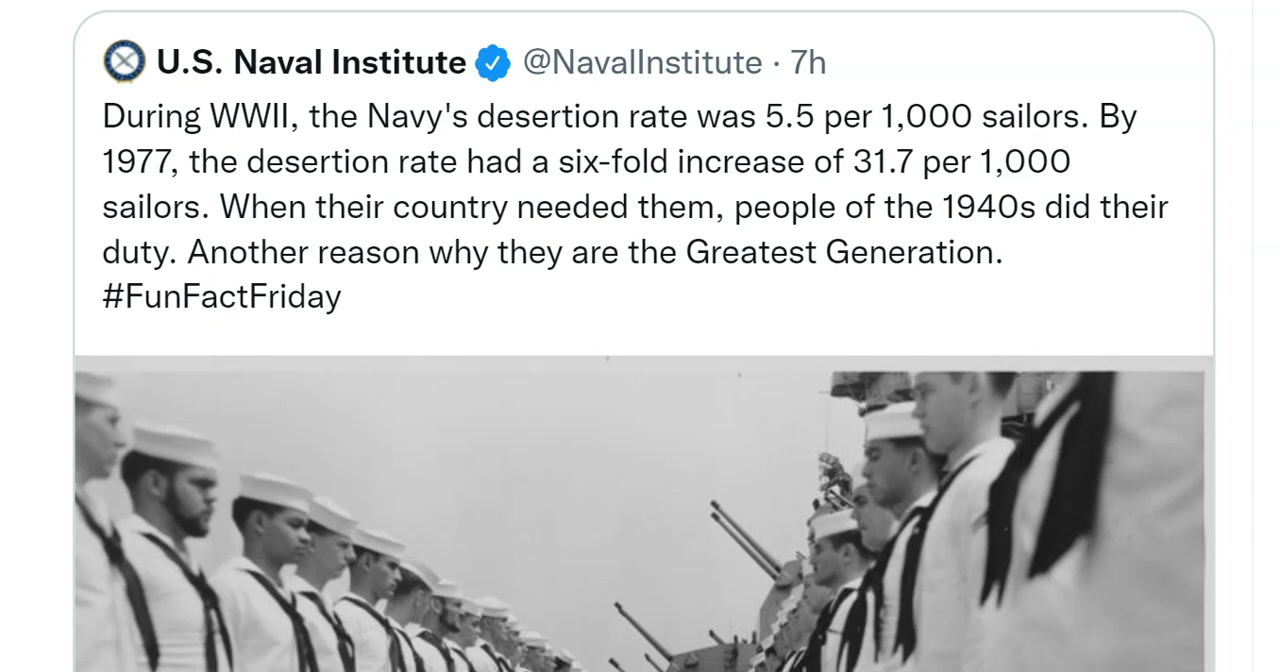 U.S. Naval Institute @NavalInstitute · 7h
During WWII, the Navy's desertion rate was 5.5 per 1,000 sailors. By
1977, the desertion rate had a six-fold increase of 31.7 per 1,000
sailors. When their country needed them, people of the 1940s did their
duty. Another reason why they are the Greatest Generation.
#FunFactFriday